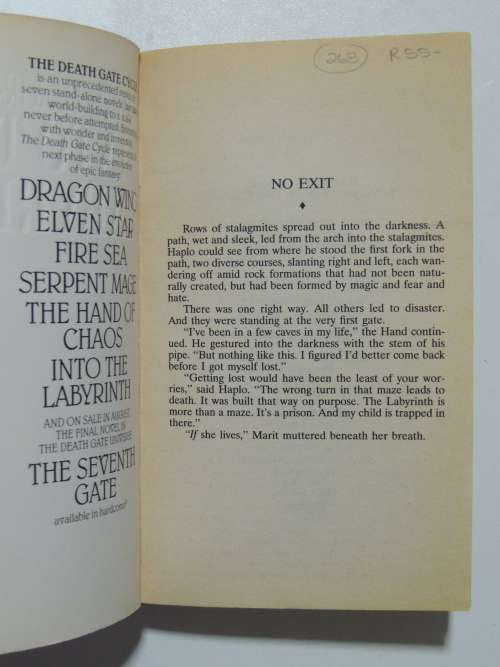 THE DEATH GATE CYCLE
is an unprecedented
seven stand-alone novels
world-building to a
never before attempted.
with wonder and
The Death Gate Cycle represents
next phase in the evolution
of epic fantasy
DRAGON WING
ELVEN STAR
FIRE SEA
SERPENT MAGE
THE HAND OF
CHAOS
INTO THE
LABYRINTH
AND ON SALE IN AUGUST,
THE FINAL NOVEL IN
THE DEATH GATE UNIVERSE
THE SEVENTH
GATE
available in hardcover!
268 R55-
NO EXIT
Rows of stalagmites spread out into the darkness. A
path, wet and sleek, led from the arch into the stalagmites.
Haplo could see from where he stood the first fork in the
path, two diverse courses, slanting right and left, each wan-
dering off amid rock formations that had not been natu-
rally created, but had been formed by magic and fear and
hate.
There was one right way. All others led to disaster.
And they were standing at the very first gate.
“I’ve been in a few caves in my life,” the Hand contin-
ued. He gestured into the darkness with the stem of his
pipe. “But nothing like this. I figured I’d better come back
before I got myself lost.”
“Getting lost would have been the least of your wor-
ries,” said Haplo. “The wrong turn in that maze leads to
death. It was built that way on purpose. The Labyrinth is
more than a maze. It’s a prison. And my child is trapped in
there.”
“If she lives,” Marit muttered beneath her breath.